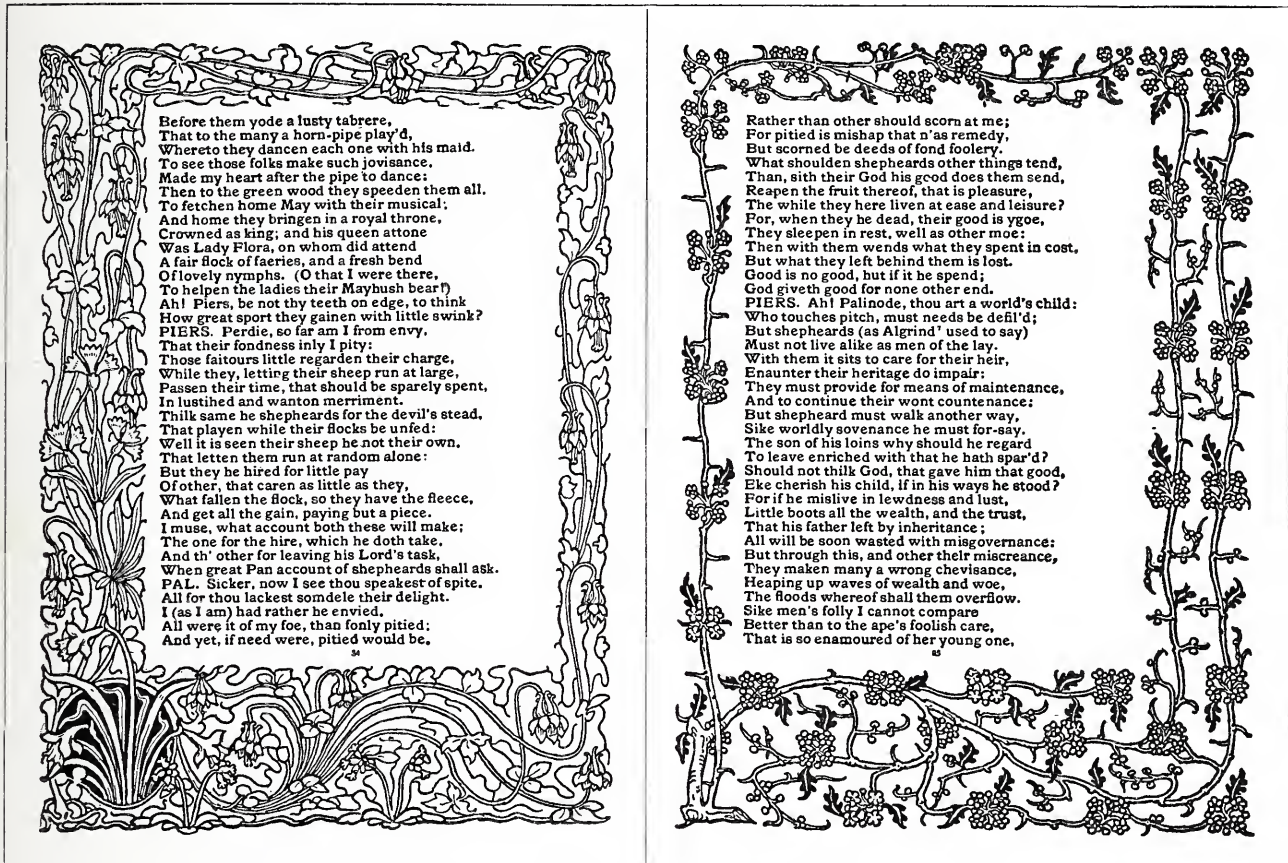 Before them yode a lusty tabrere,
That to the many a horn-pipe play'd,
Whereto they dancen each one with his maid.
To see those folks make such jovisance,
Made my heart after the pipe to dance:
Then to the green wood they speeden them all,
To fetchen home May with their musical;
And home they bringen in a royal throne,
Crowned as king; and his queen attone
Was Lady Flora, on whom did attend
A fair flock of faeries, and a fresh bend
Of lovely nymphs. (O that I were there,
To helpen the ladies their Maybush bear!)
Ah! Piers, be not thy teeth on edge, to think
How great sport they gainen with little swink?
PIERS. Perdie, so far am I from envy,
That their fondness inly I pity:
Those faitours little regarden their charge,
While they, letting their sheep run at large,
Passen their time, that should be sparely spent,
In lustihed and wanton merriment.
Thilk same be shepheards for the devil's stead,
That playen while their flocks be unfed:
Well it is seen their sheep be not their own,
That letten them run at random alone:
But they be hired for little pay
Of other, that caren as little as they,
What fallen the flock, so they have the fleece,
And get all the gain, paying but a piece.
I muse, what account both these will make;
The one for the hire, which he doth take,
And th' other for leaving his Lord's task,
When great Pan account of shepheards shall ask.
PAL. Sicker, now I see thou speakest of spite,
All for thou lackest somdele their delight.
I (as I am) had rather be envied,
All were it of my foe, than fonly pitied;
And yet, if need were, pitied would be,
54
Rather than other should scorn at me;
For pitied is mishap that n'as remedy,
But scorned be deeds of fond foolery.
What shoulden shepheards other things tend,
Than, sith their God his good does them send,
Reapen the fruit thereof, that is pleasure,
The while they here liven at ease and leisure?
For, when they be dead, their good is ygoe,
They sleepen in rest, well as other moe:
Then with them wends what they spent in cost,
But what they left behind them is lost.
Good is no good, but if it be spend;
God giveth good for none other end.
PIERS. Ah! Palinode, thou art a world's child:
Who touches pitch, must needs be defil'd;
But shepheards (as Algrind' used to say)
Must not live alike as men of the lay.
With them it sits to care for their heir,
Enaunter their heritage do impair:
They must provide for means of maintenance,
And to continue their wont countenance:
But shepheard must walk another way,
Sike worldly sovenance he must for-say.
The son of his loins why should he regard
To leave enriched with that he hath spar'd?
Should not thilk God, that gave him that good,
Eke cherish his child, if in his ways he stood?
For if he mislive in lewdness and lust,
Little boots all the wealth, and the trust,
That his father left by inheritance;
All will be soon wasted with misgovernance:
But through this, and other their miscreance,
They maken many a wrong chevisance,
Heaping up waves of wealth and woe,
The floods whereof shall them overflow.
Sike men's folly I cannot compare
Better than to the ape's foolish care,
That is so enamoured of her young one,